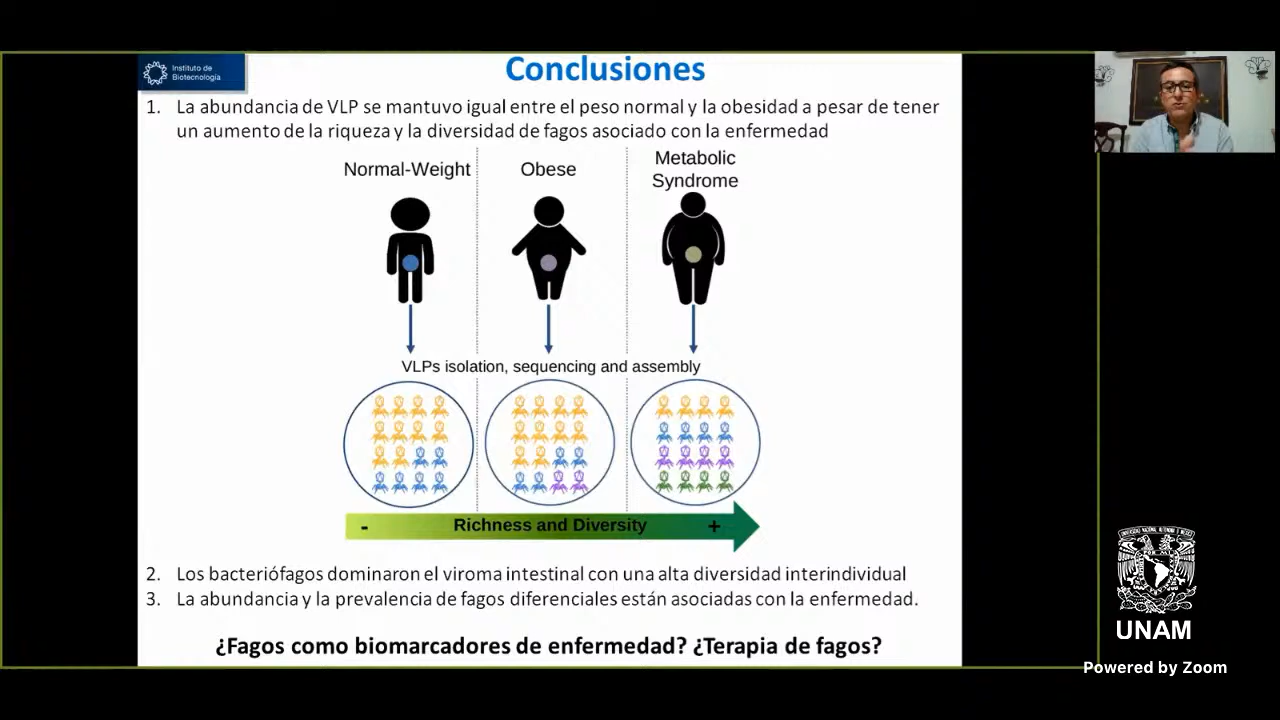 Instituto de
Biotecnología
Conclusiones
1. La abundancia de VLP se mantuvo igual entre el peso normal y la obesidad a pesar de tener
un aumento de la riqueza y la diversidad de fagos asociado con la enfermedad
Normal-Weight
Obese
Metabolic
Syndrome
VLPs isolation, sequencing and assembly
- Richness and Diversity +
2. Los bacteriófagos dominaron el viroma intestinal con una alta diversidad interindividual
3. La abundancia y la prevalencia de fagos diferenciales están asociadas con la enfermedad.
¿Fagos como biomarcadores de enfermedad? ¿Terapia de fagos?
UNAM
Powered by Zoom